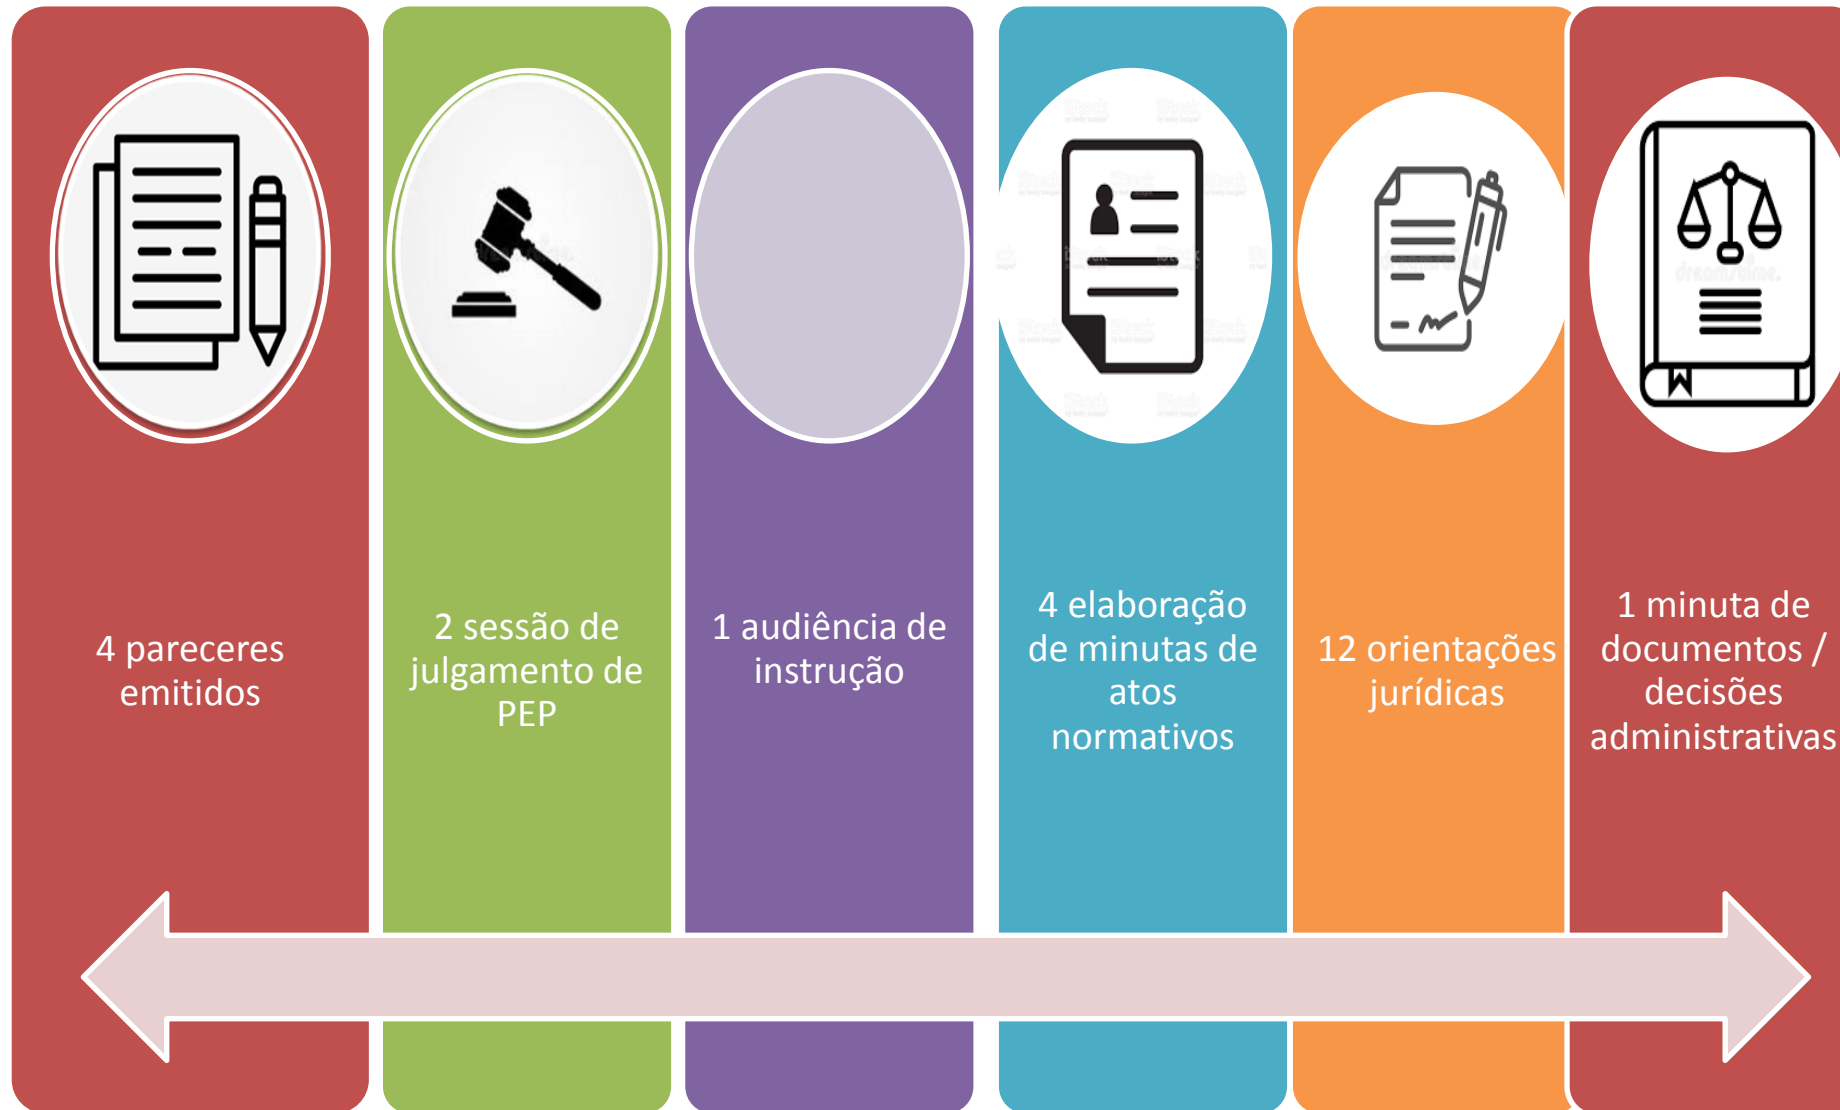 4 pareceres
emitidos
2 sessão de
julgamento de
PEP
1 audiência de
instrução
4 elaboração
de minutas de
atos
normativos
12 orientações
jurídicas
1 minuta de
documentos /
decisões
administrativas
dreamstime.